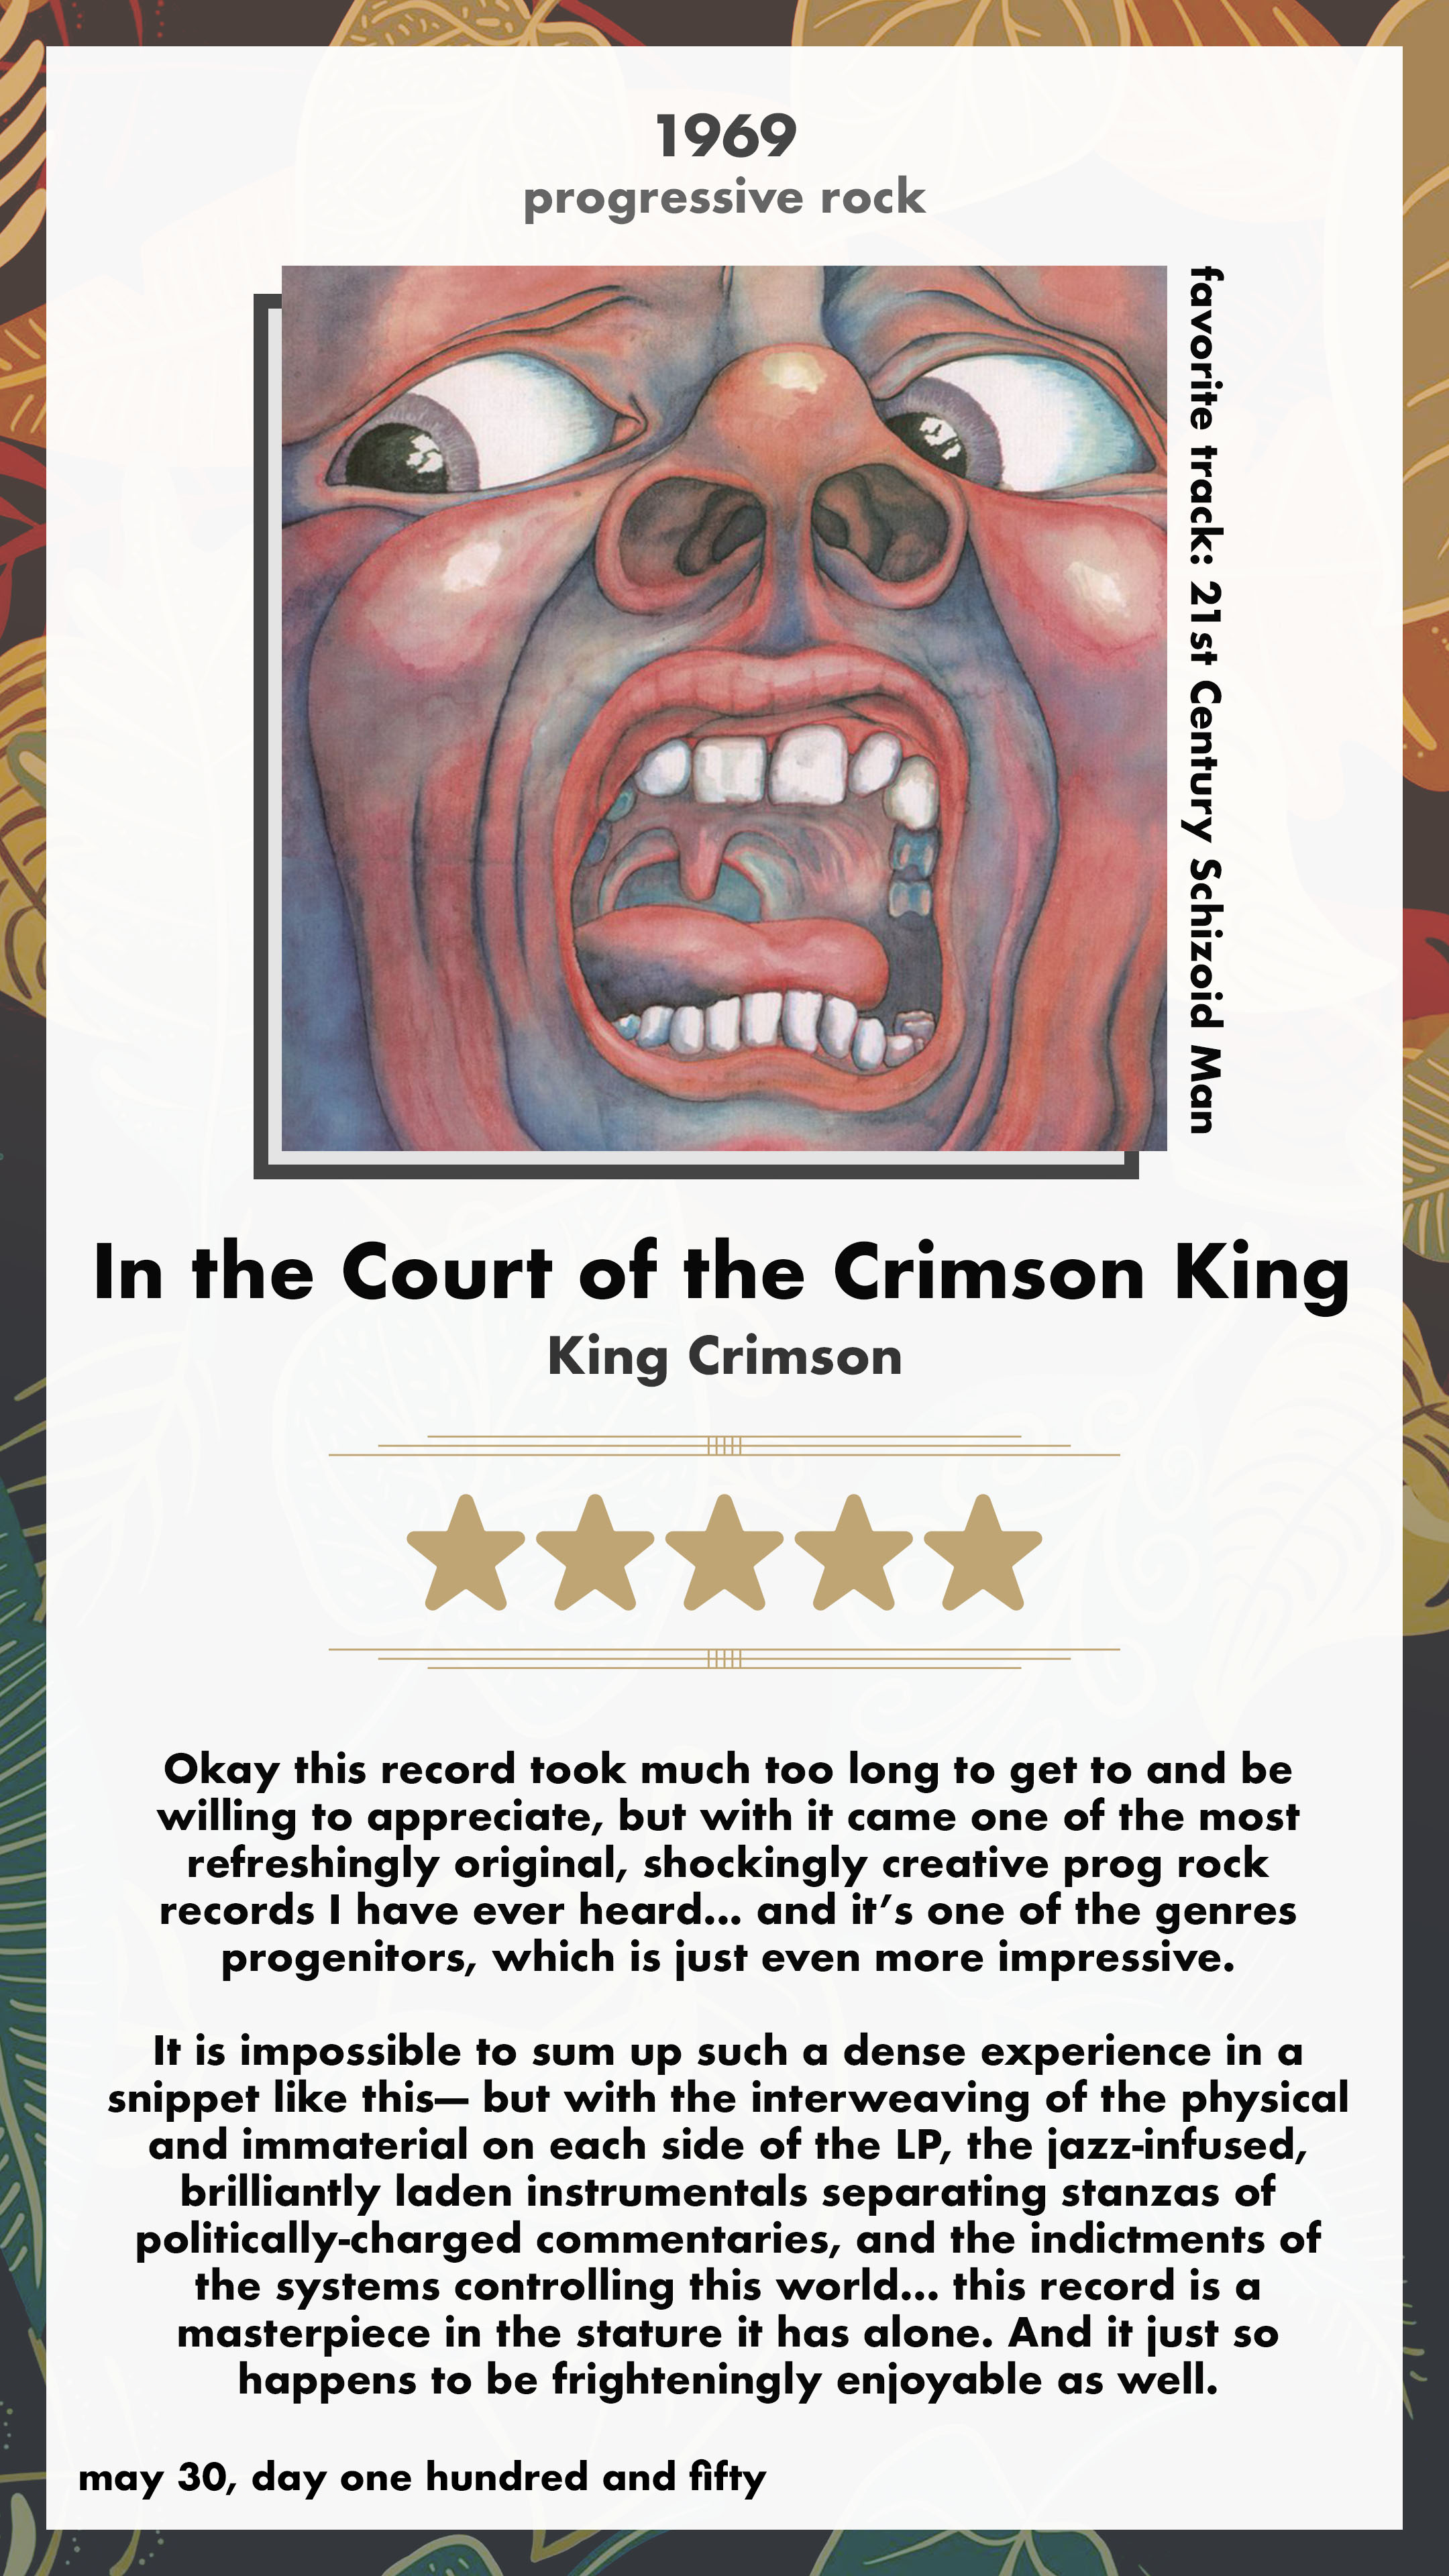 1969
progressive rock
favorite track: 21st Century Schizoid Man
In the Court of the Crimson King
King Crimson
Okay this record took much too long to get to and be
willing to appreciate, but with it came one of the most
refreshingly original, shockingly creative prog rock
records I have ever heard... and it’s one of the genres
progenitors, which is just even more impressive.
It is impossible to sum up such a dense experience in a
snippet like this— but with the interweaving of the physical
and immaterial on each side of the LP, the jazz-infused,
brilliantly laden instrumentals separating stanzas of
politically-charged commentaries, and the indictments of
the systems controlling this world... this record is a
masterpiece in the stature it has alone. And it just so
happens to be frighteningly enjoyable as well.
may 30, day one hundred and fifty